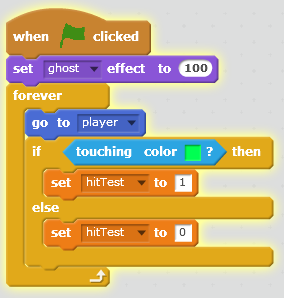 when clicked
set ghost effect to 100
forever
go to player
if touching color ? then
set hitTest to 1
else
set hitTest to 0